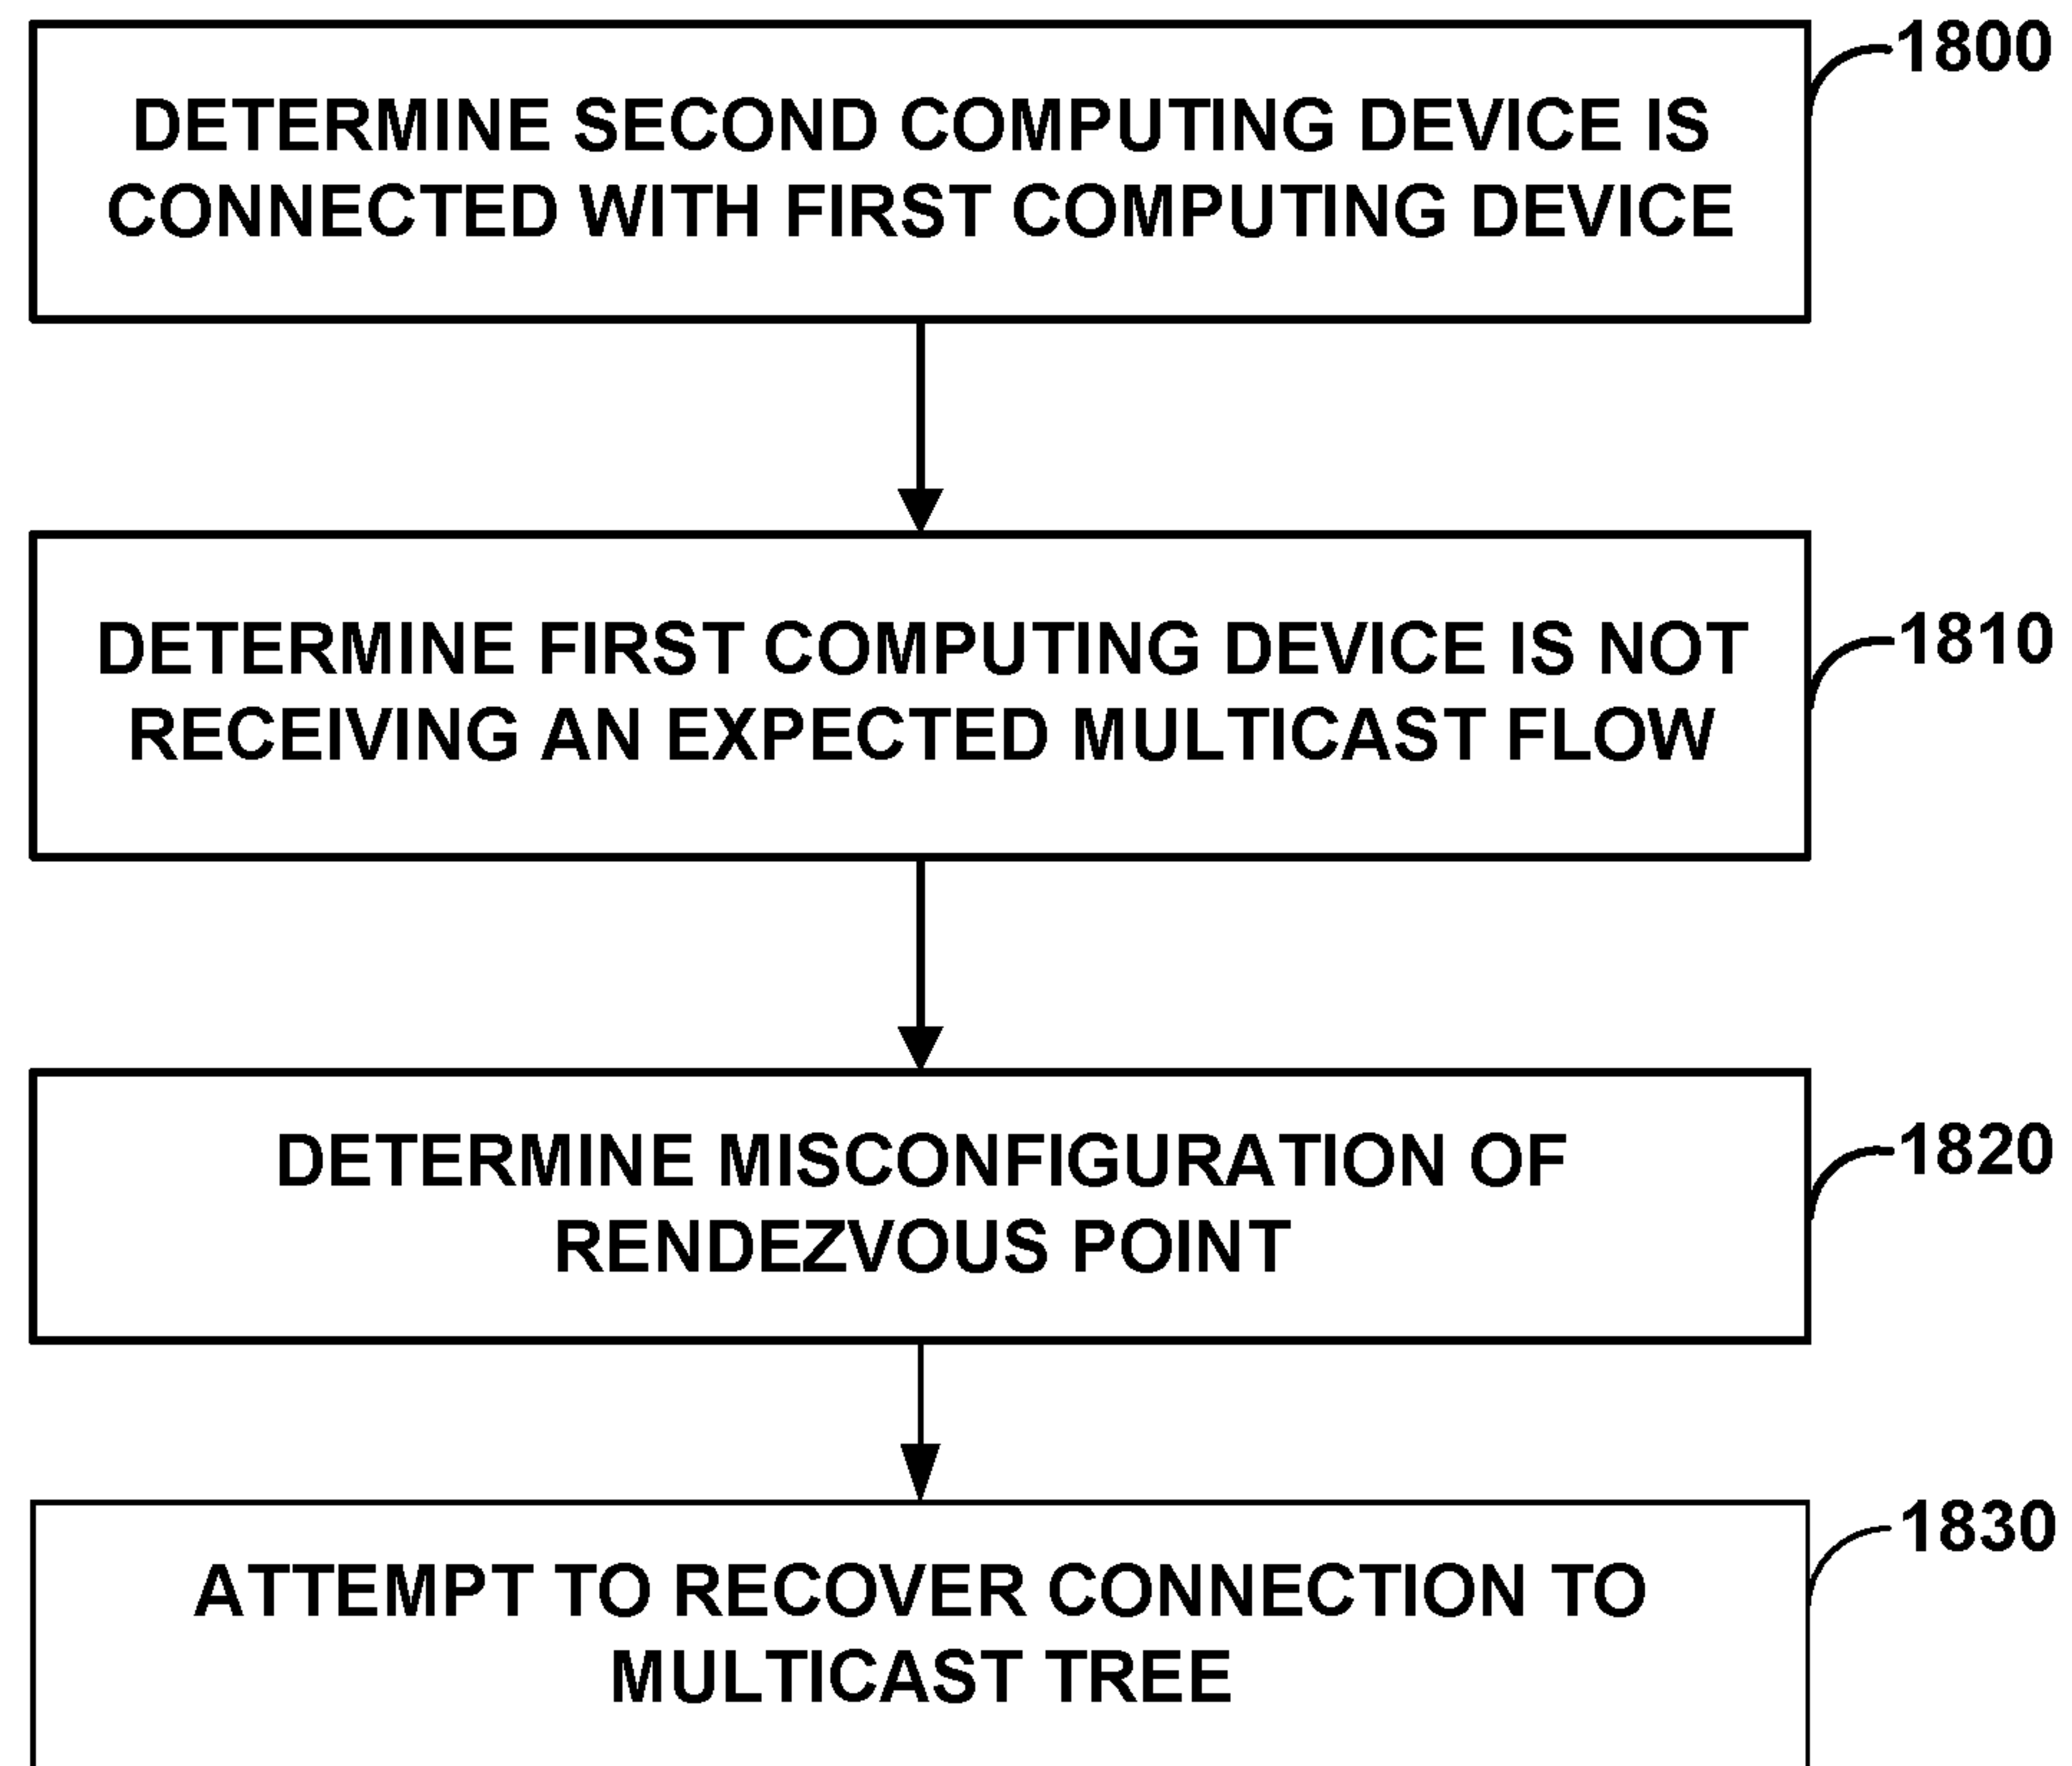 1800
DETERMINE SECOND COMPUTING DEVICE IS
CONNECTED WITH FIRST COMPUTING DEVICE
1810
DETERMINE FIRST COMPUTING DEVICE IS NOT
RECEIVING AN EXPECTED MULTICAST FLOW
1820
DETERMINE MISCONFIGURATION OF
RENDEZVOUS POINT
1830
ATTEMPT TO RECOVER CONNECTION TO
MULTICAST TREE